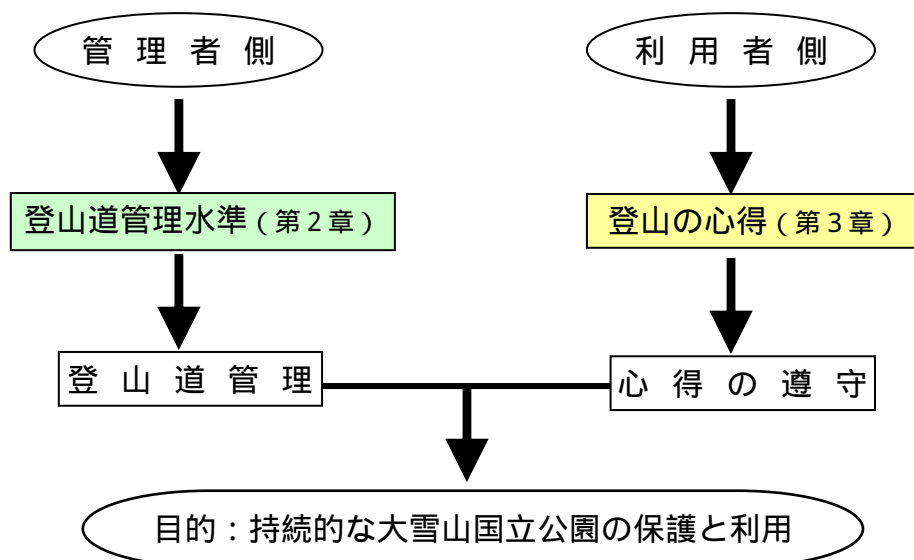 管理者側
利用者側
登山道管理水準（第２章）
登山の心得（第３章）
登山道管理
心得の遵守
目的：持続的な大雪山国立公園の保護と利用